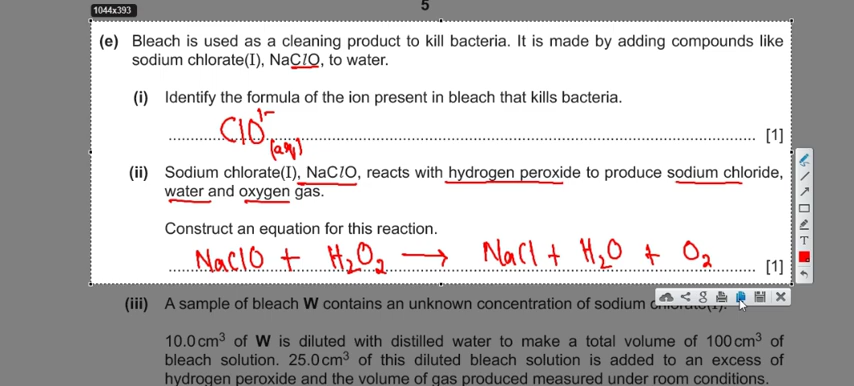 5
1044x393
(e) Bleach is used as a cleaning product to kill bacteria. It is made by adding compounds like
sodium chlorate(I), NaClO, to water.
(i) Identify the formula of the ion present in bleach that kills bacteria.
ClO¹⁻(aq)
[1]
(ii) Sodium chlorate(I), NaClO, reacts with hydrogen peroxide to produce sodium chloride,
water and oxygen gas.
Construct an equation for this reaction.
NaClO + H₂O₂ → NaCl + H₂O + O₂
[1]
(iii) A sample of bleach W contains an unknown concentration of sodium
10.0 cm³ of W is diluted with distilled water to make a total volume of 100 cm³ of
bleach solution. 25.0 cm³ of this diluted bleach solution is added to an excess of
hydrogen peroxide and the volume of gas produced measured under room conditions.